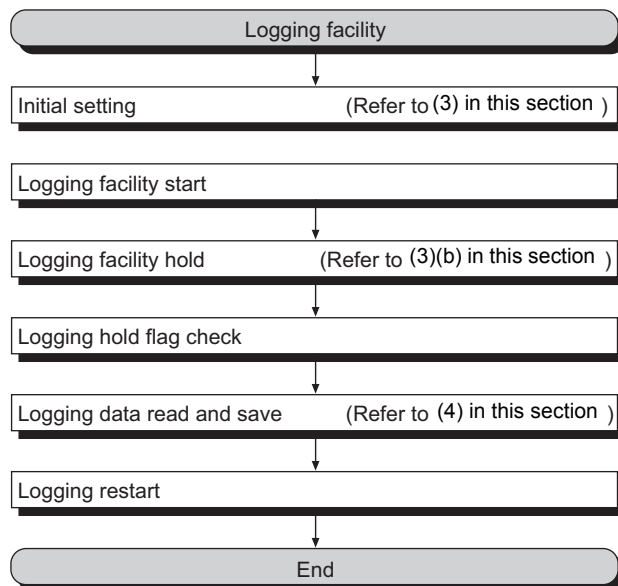 Logging facility
Initial setting (Refer to (3) in this section )
Logging facility start
Logging facility hold (Refer to (3)(b) in this section )
Logging hold flag check
Logging data read and save (Refer to (4) in this section )
Logging restart
End